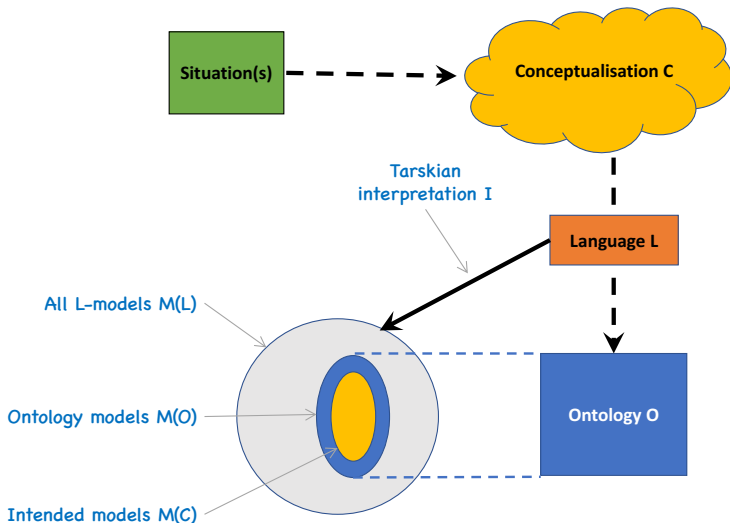 Situation(s)
Conceptualisation C
Tarskian
interpretation I
Language L
All L-models M(L)
Ontology models M(O)
Ontology O
Intended models M(C)